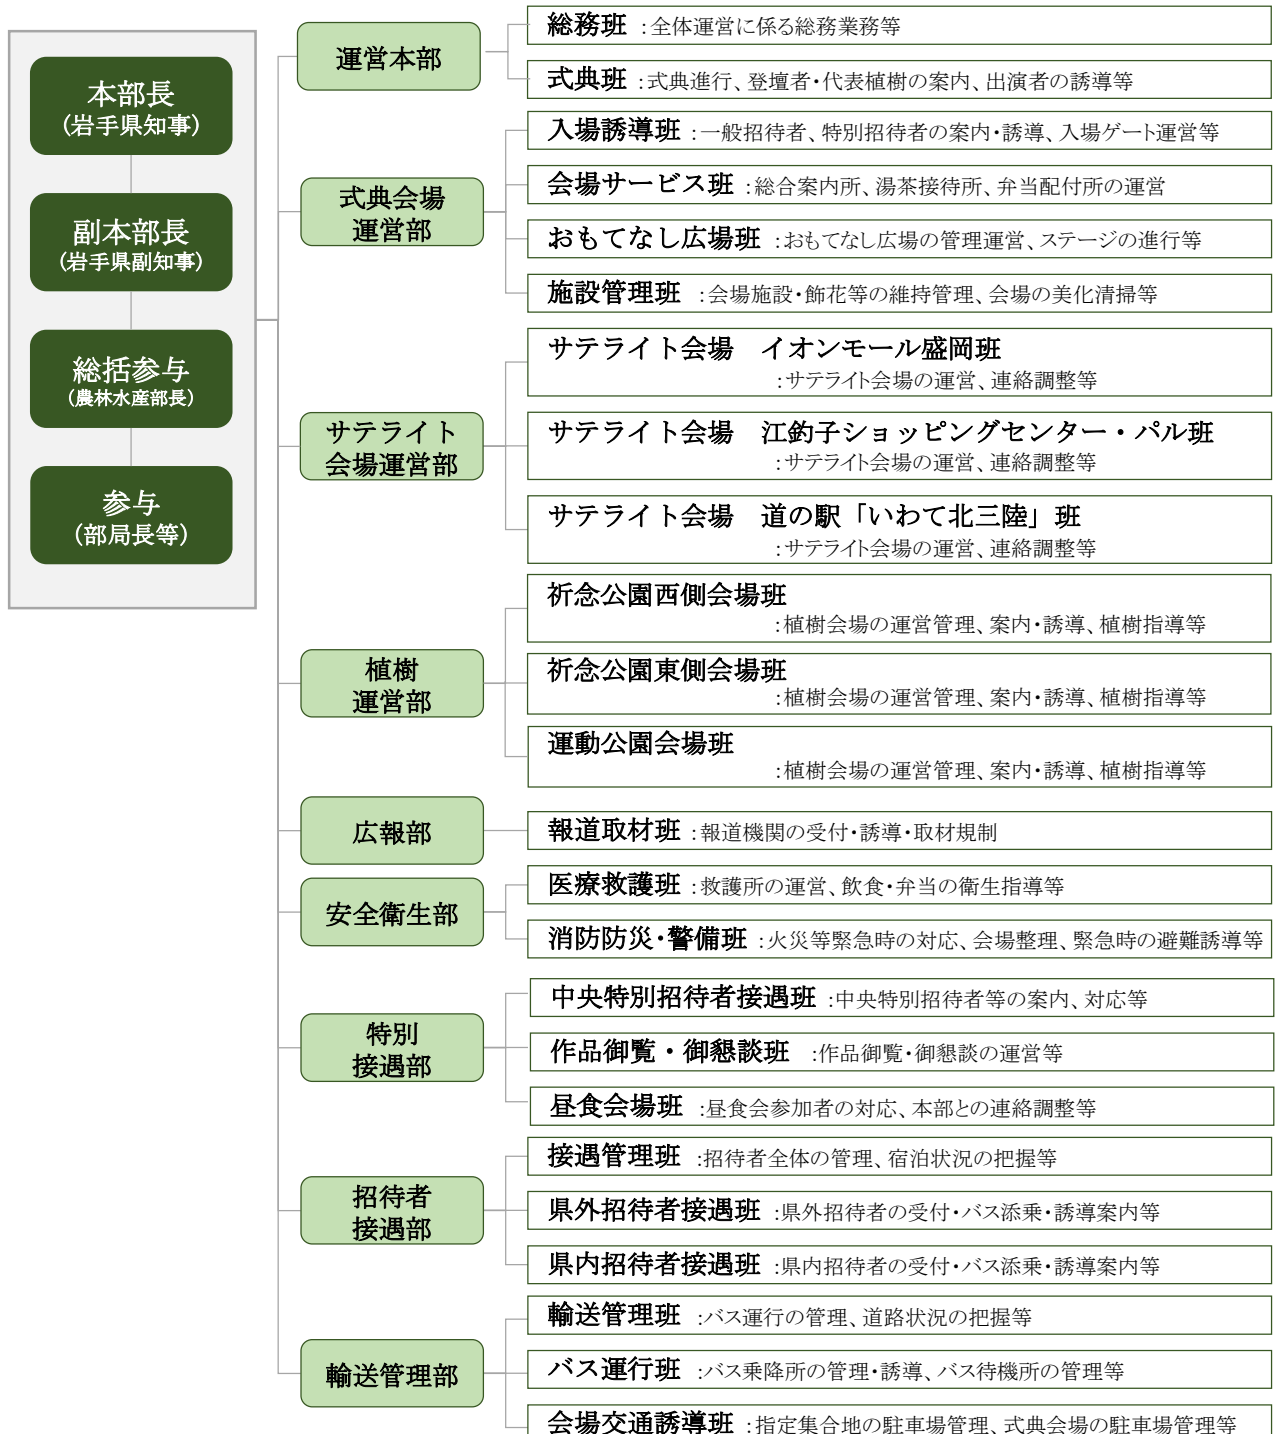 本部長
(岩手県知事)
副本部長
(岩手県副知事)
総括参与
(農林水産部長)
参与
(部局長等)
運営本部
総務班 :全体運営に係る総務業務等
式典班 :式典進行、登壇者・代表植樹の案内、出演者の誘導等
式典会場
運営部
入場誘導班 :一般招待者、特別招待者の案内・誘導、入場ゲート運営等
会場サービス班 :総合案内所、湯茶接待所、弁当配付所の運営
おもてなし広場班 :おもてなし広場の管理運営、ステージの進行等
施設管理班 :会場施設・飾花等の維持管理、会場の美化清掃等
サテライト
会場運営部
サテライト会場　イオンモール盛岡班
:サテライト会場の運営、連絡調整等
サテライト会場　江釣子ショッピングセンター・パル班
:サテライト会場の運営、連絡調整等
サテライト会場　道の駅「いわて北三陸」班
:サテライト会場の運営、連絡調整等
植樹
運営部
祈念公園西側会場班
:植樹会場の運営管理、案内・誘導、植樹指導等
祈念公園東側会場班
:植樹会場の運営管理、案内・誘導、植樹指導等
運動公園会場班
:植樹会場の運営管理、案内・誘導、植樹指導等
広報部
報道取材班 :報道機関の受付・誘導・取材規制
安全衛生部
医療救護班 :救護所の運営、飲食・弁当の衛生指導等
消防防災・警備班 :火災等緊急時の対応、会場整理、緊急時の避難誘導等
特別
接遇部
中央特別招待者接遇班 :中央特別招待者等の案内、対応等
作品御覧・御懇談班 :作品御覧・御懇談の運営等
昼食会場班 :昼食会参加者の対応、本部との連絡調整等
招待者
接遇部
接遇管理班 :招待者全体の管理、宿泊状況の把握等
県外招待者接遇班 :県外招待者の受付・バス添乗・誘導案内等
県内招待者接遇班 :県内招待者の受付・バス添乗・誘導案内等
輸送管理部
輸送管理班 :バス運行の管理、道路状況の把握等
バス運行班 :バス乗降所の管理・誘導、バス待機所の管理等
会場交通誘導班 :指定集合地の駐車場管理、式典会場の駐車場管理等